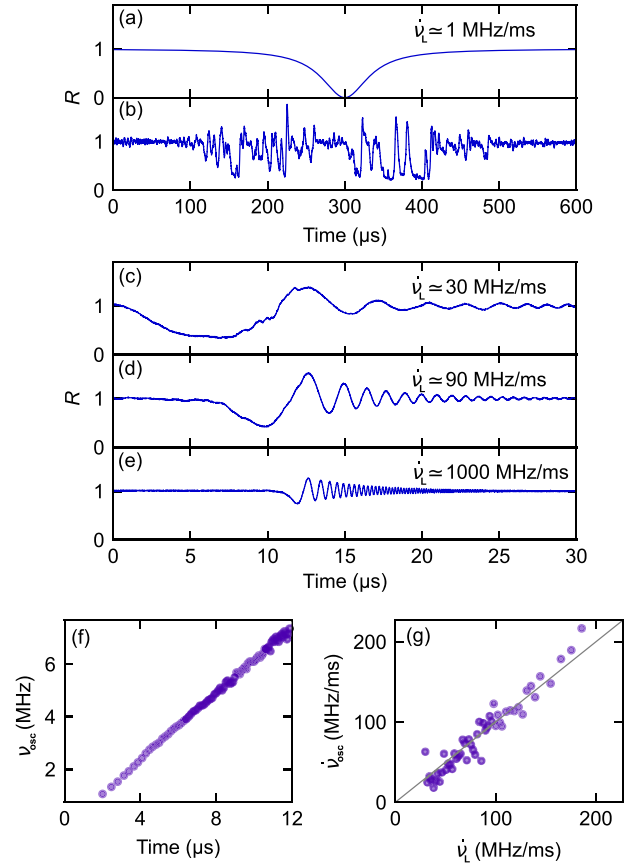 (a)
ν̇L ≃ 1 MHz/ms
1
0
R
(b)
1
0
0 100 200 300 400 500 600
Time (µs)
(c)
ν̇L ≃ 30 MHz/ms
1
0
(d)
ν̇L ≃ 90 MHz/ms
R
1
0
(e)
ν̇L ≃ 1000 MHz/ms
1
0
0 5 10 15 20 25 30
Time (µs)
(f)
6
4
2
νosc (MHz)
4 8 12
Time (µs)
(g)
200
100
0
ν̇osc (MHz/ms)
0 100 200
ν̇L (MHz/ms)